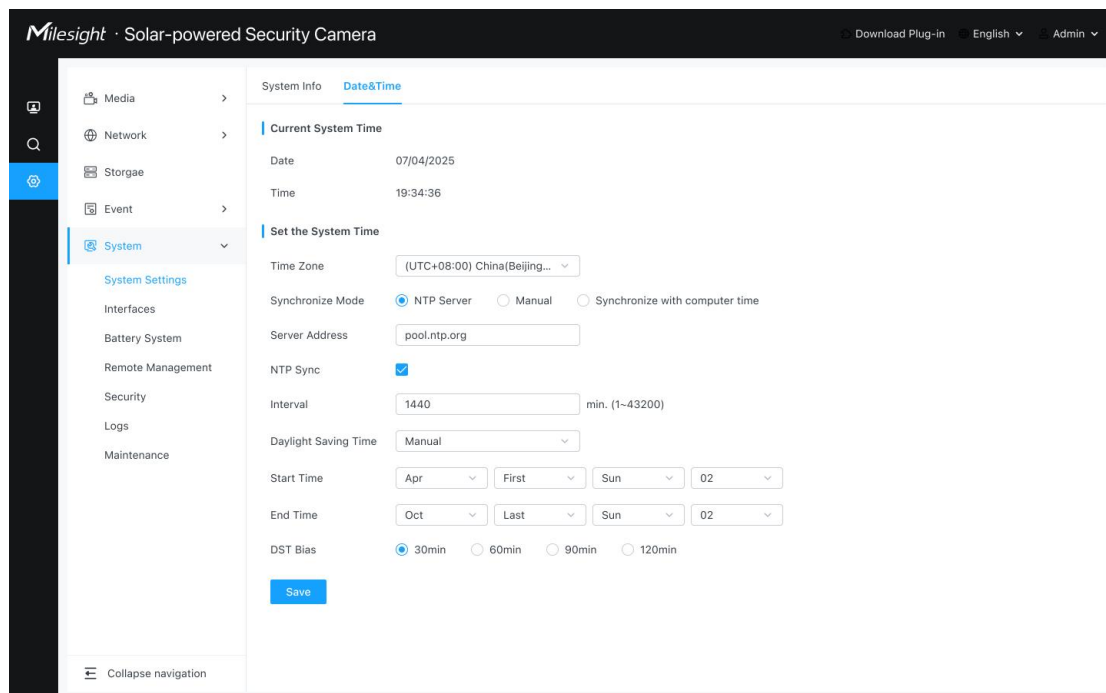 Milesight · Solar-powered Security Camera
Download Plug-in English Admin
Media
Network
Storgae
Event
System
System Settings
Interfaces
Battery System
Remote Management
Security
Logs
Maintenance
Collapse navigation
System Info Date&Time
Current System Time
Date 07/04/2025
Time 19:34:36
Set the System Time
Time Zone (UTC+08:00) China(Beijing...
Synchronize Mode NTP Server Manual Synchronize with computer time
Server Address pool.ntp.org
NTP Sync
Interval 1440 min. (1~43200)
Daylight Saving Time Manual
Start Time Apr First Sun 02
End Time Oct Last Sun 02
DST Bias 30min 60min 90min 120min
Save